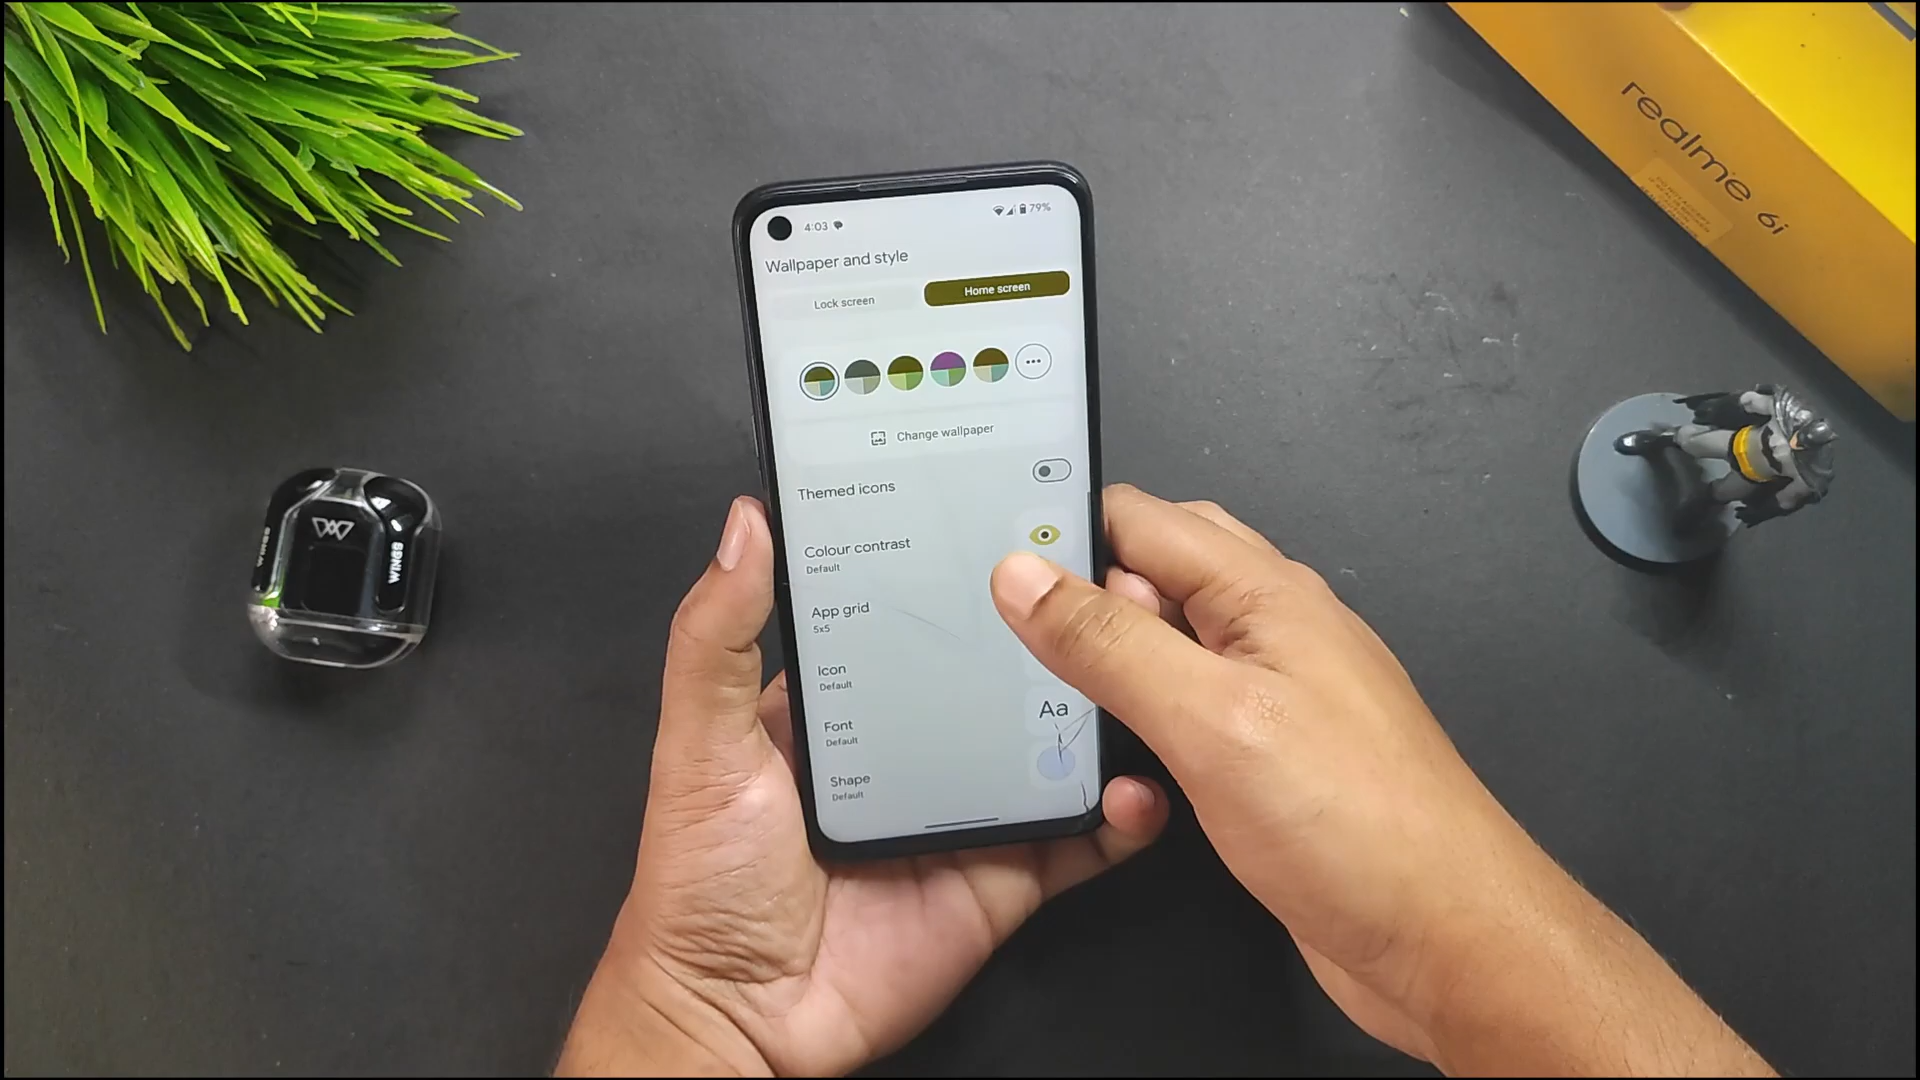 4:03
79%
Wallpaper and style
Lock screen
Home screen
Change wallpaper
Themed icons
Colour contrast
Default
App grid
5x5
Icon
Default
Font
Default
Aa
Shape
Default
WINGS
WINGS
realme 6i